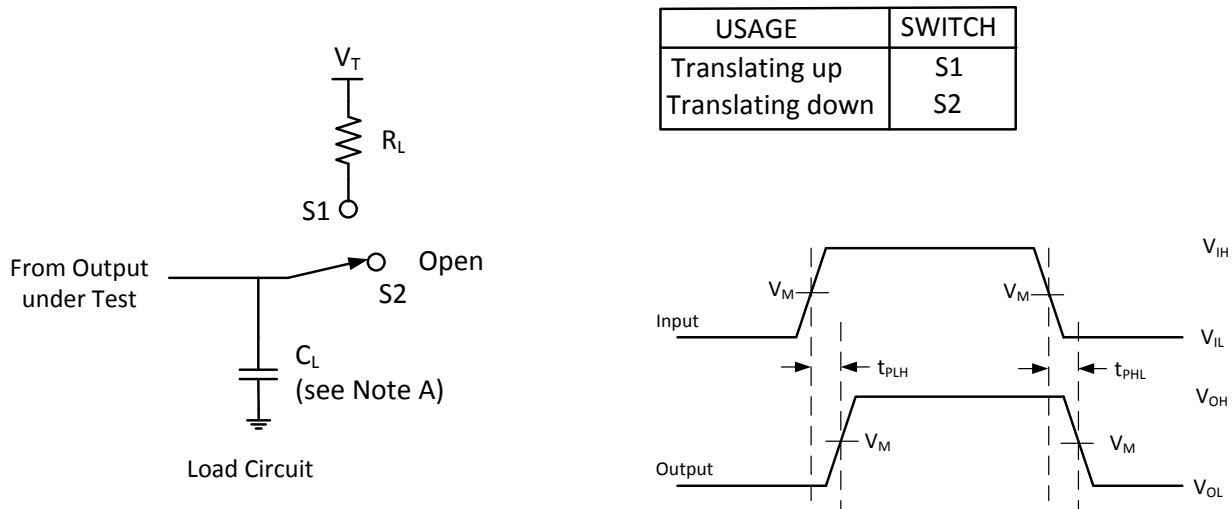 V_T
R_L
S1
From Output
under Test
Open
S2
C_L
(see Note A)
Load Circuit
USAGE SWITCH
Translating up S1
Translating down S2
V_IH
V_M V_M
Input
V_IL
t_PLH t_PHL
V_OH
V_M V_M
Output
V_OL